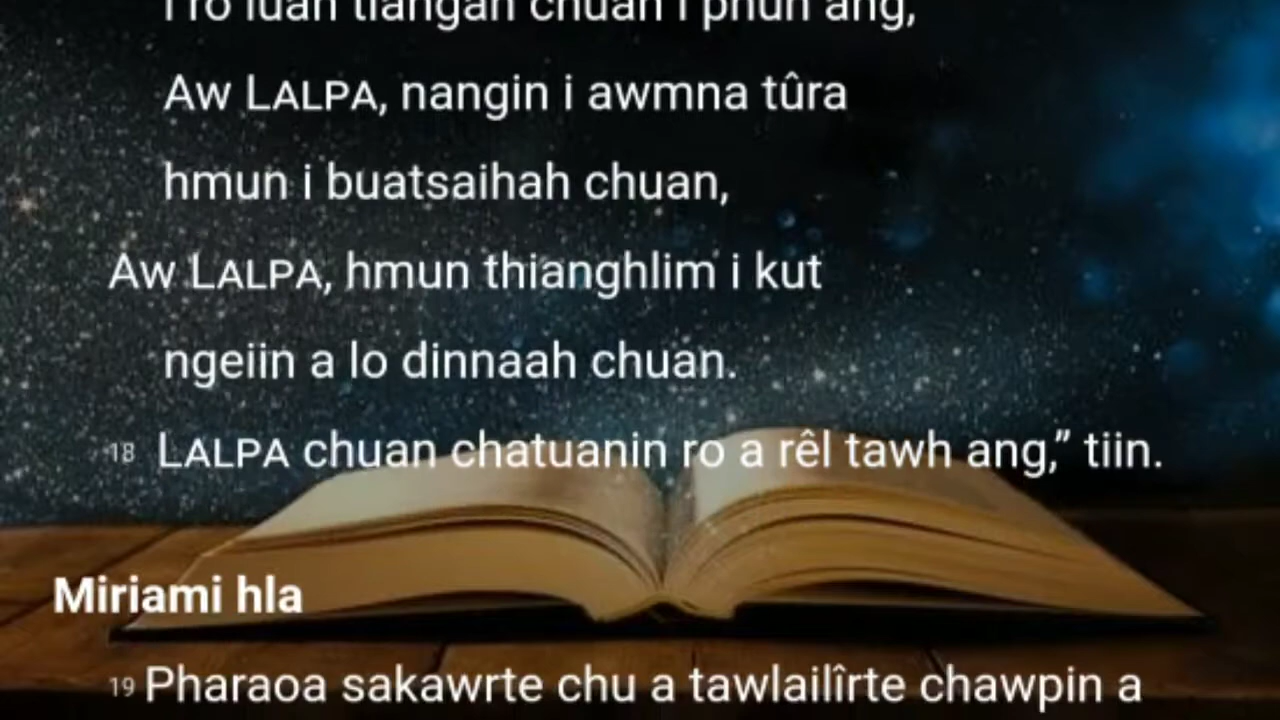 i ro luah tlangah chuan i phun ang,
Aw LALPA, nangin i awmna tûra
hmun i buatsaihah chuan,
Aw LALPA, hmun thianghlim i kut
ngeiin a lo dinnaah chuan.
18 LALPA chuan chatuanin ro a rêl tawh ang,” tiin.
Miriami hla
19 Pharaoa sakawrte chu a tawlailîrte chawpin a